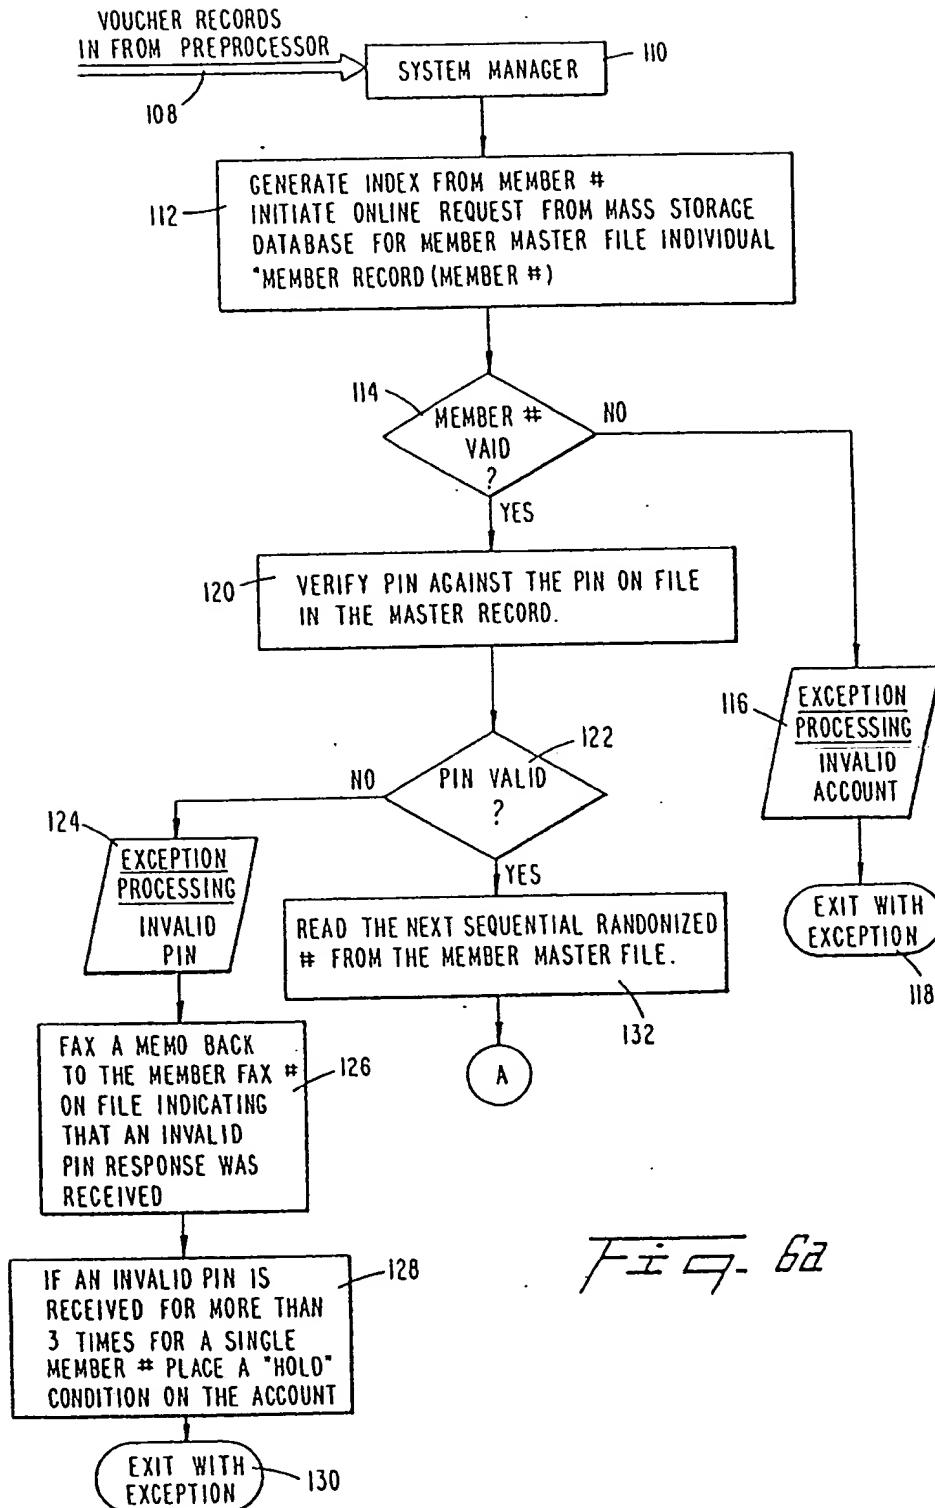 VOUCHER RECORDS
IN FROM PREPROCESSOR
108
SYSTEM MANAGER
110
112
GENERATE INDEX FROM MEMBER #
INITIATE ONLINE REQUEST FROM MASS STORAGE
DATABASE FOR MEMBER MASTER FILE INDIVIDUAL
"MEMBER RECORD (MEMBER #)
114
MEMBER #
VAID
?
NO
YES
120
VERIFY PIN AGAINST THE PIN ON FILE
IN THE MASTER RECORD.
116
EXCEPTION
PROCESSING
INVALID
ACCOUNT
122
PIN VALID
?
NO
YES
124
EXCEPTION
PROCESSING
INVALID
PIN
EXIT WITH
EXCEPTION
118
READ THE NEXT SEQUENTIAL RANDONIZED
# FROM THE MEMBER MASTER FILE.
132
A
FAX A MEMO BACK
TO THE MEMBER FAX #
ON FILE INDICATING
THAT AN INVALID
PIN RESPONSE WAS
RECEIVED
126
IF AN INVALID PIN IS
RECEIVED FOR MORE THAN
3 TIMES FOR A SINGLE
MEMBER # PLACE A "HOLD"
CONDITION ON THE ACCOUNT
128
EXIT WITH
EXCEPTION
130
Fig. 6a